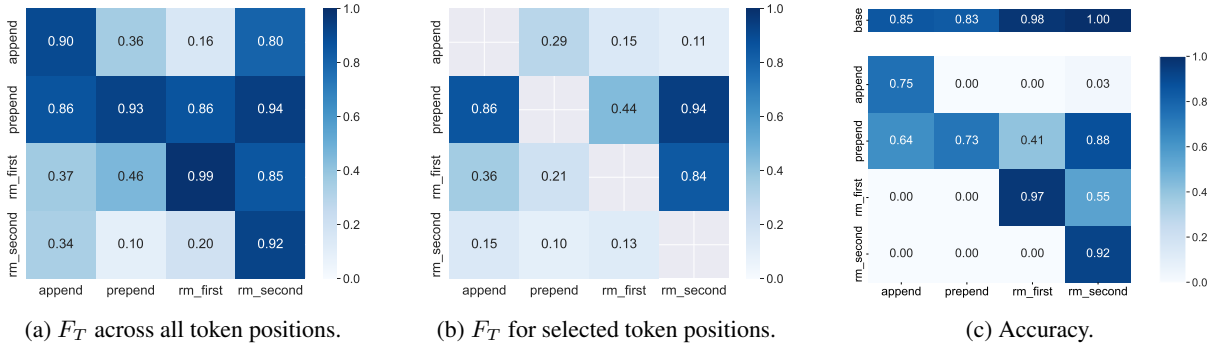 append 0.90 0.36 0.16 0.80
prepend 0.86 0.93 0.86 0.94
rm_first 0.37 0.46 0.99 0.85
rm_second 0.34 0.10 0.20 0.92
append prepend rm_first rm_second
1.0
0.8
0.6
0.4
0.2
0.0
(a) F_T across all token positions.
append 0.29 0.15 0.11
prepend 0.86 0.44 0.94
rm_first 0.36 0.21 0.84
rm_second 0.15 0.10 0.13
append prepend rm_first rm_second
1.0
0.8
0.6
0.4
0.2
0.0
(b) F_T for selected token positions.
base 0.85 0.83 0.98 1.00
append 0.75 0.00 0.00 0.03
prepend 0.64 0.73 0.41 0.88
rm_first 0.00 0.00 0.97 0.55
rm_second 0.00 0.00 0.00 0.92
append prepend rm_first rm_second
1.0
0.8
0.6
0.4
0.2
0.0
(c) Accuracy.